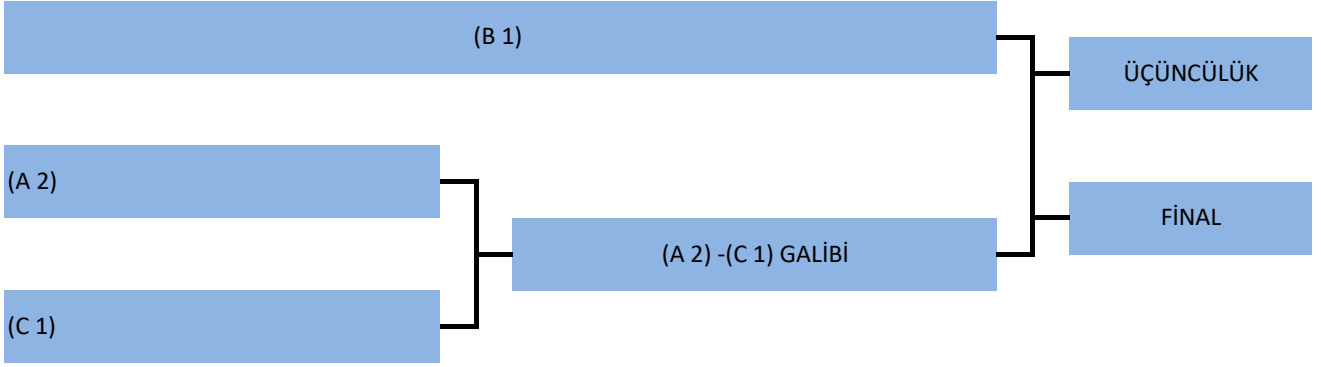 (B 1)
ÜÇÜNCÜLÜK
(A 2)
FİNAL
(A 2) -(C 1) GALİBİ
(C 1)